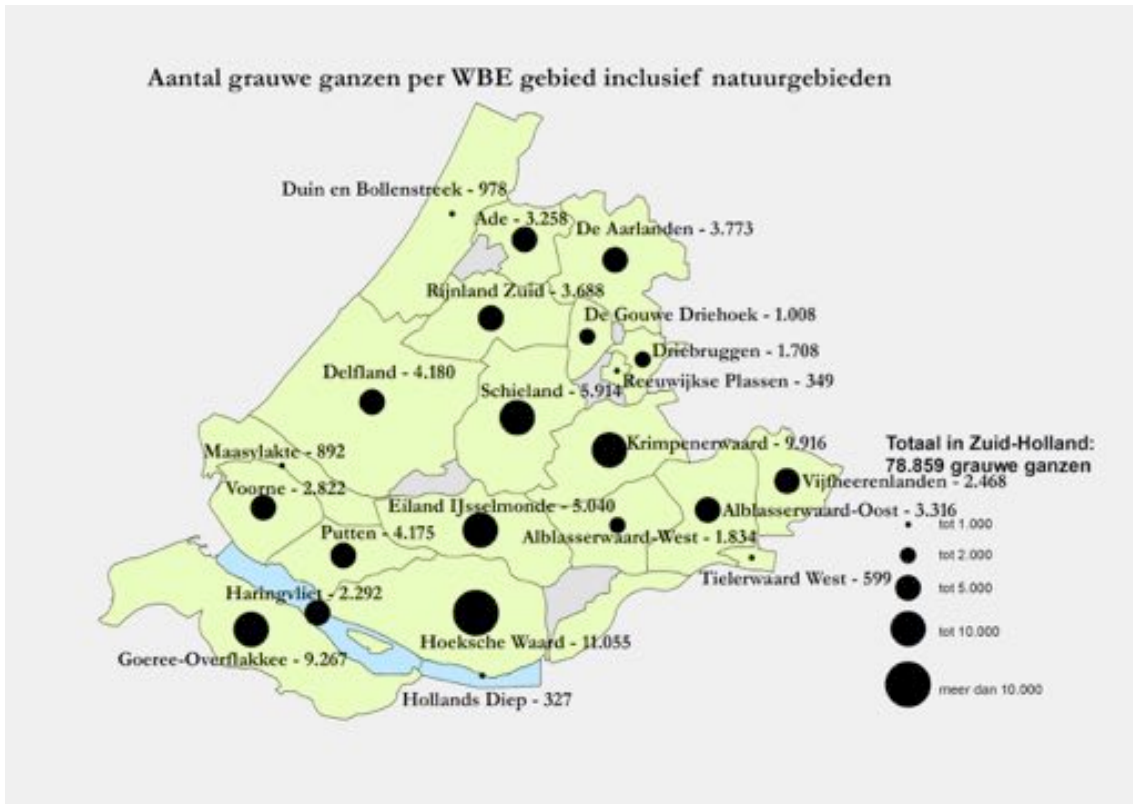 Aantal grauwe ganzen per WBE gebied inclusief natuurgebieden
Duin en Bollenstreek - 978
Ade - 3.258
De Aarlanden - 3.773
Rijnland Zuid - 3.688
De Gouwe Driehoek - 1.008
Driebruggen - 1.708
Reeuwijkse Plassen - 349
Delfland - 4.180
Schieland - 5.914
Maasvlakte - 892
Krimpenerwaard - 9.916
Voorne - 2.822
Eiland IJsselmonde - 5.040
Vijfheerenlanden - 2.468
Alblasserwaard-Oost - 3.316
Putten - 4.175
Alblasserwaard-West - 1.834
Tielerwaard West - 599
Haringvliet - 2.292
Hoeksche Waard - 11.055
Goeree-Overflakkee - 9.267
Hollands Diep - 327
Totaal in Zuid-Holland:
78.859 grauwe ganzen
tot 1.000
tot 2.000
tot 5.000
tot 10.000
meer dan 10.000